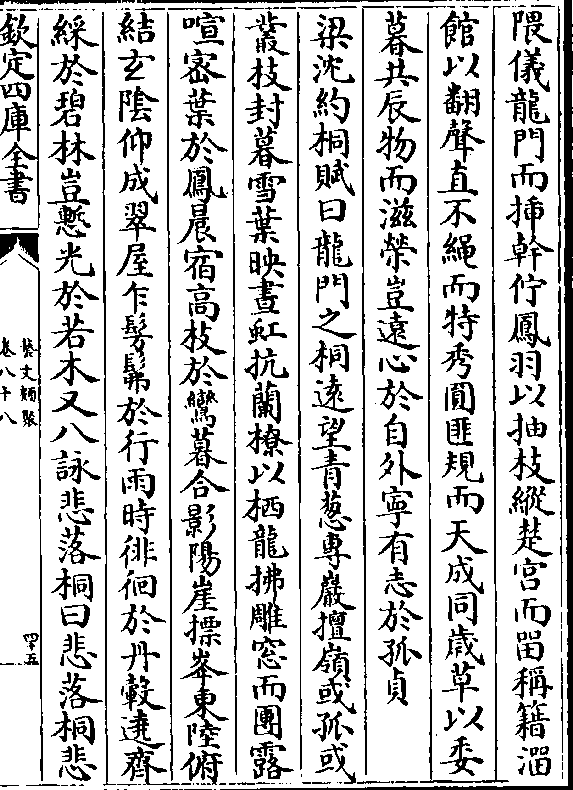 隈儀龍門而揷幹佇鳳羽以抽枝縱楚宫而㽞稱籍溜
館以翻聲直不繩而特秀圓匪規而天成同歲草以委
暮共辰物而滋榮豈遠心於自外寧有志於孤貞
梁沈約桐賦曰龍門之桐遠望青葱專巖擅嶺或孤或
叢枝封暮雪葉映晝虹抗蘭橑以栖龍拂雕窓而團露
喧密葉於鳳晨宿高枝於鸞暮合影陽崖摽峯東陸俯
結玄陰仰成翠屋乍髣髴於行雨時徘徊於丹轂遶齊
綵於碧林豈慙光於若木又八詠悲落桐曰悲落桐悲
欽定四庫全書
藝文類聚
卷八十八
四十五